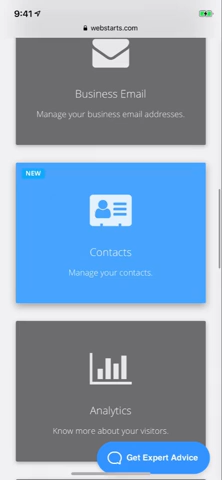 9:41
webstarts.com
Business Email
Manage your business email addresses.
NEW
Contacts
Manage your contacts.
Analytics
Know more about your visitors.
Get Expert Advice